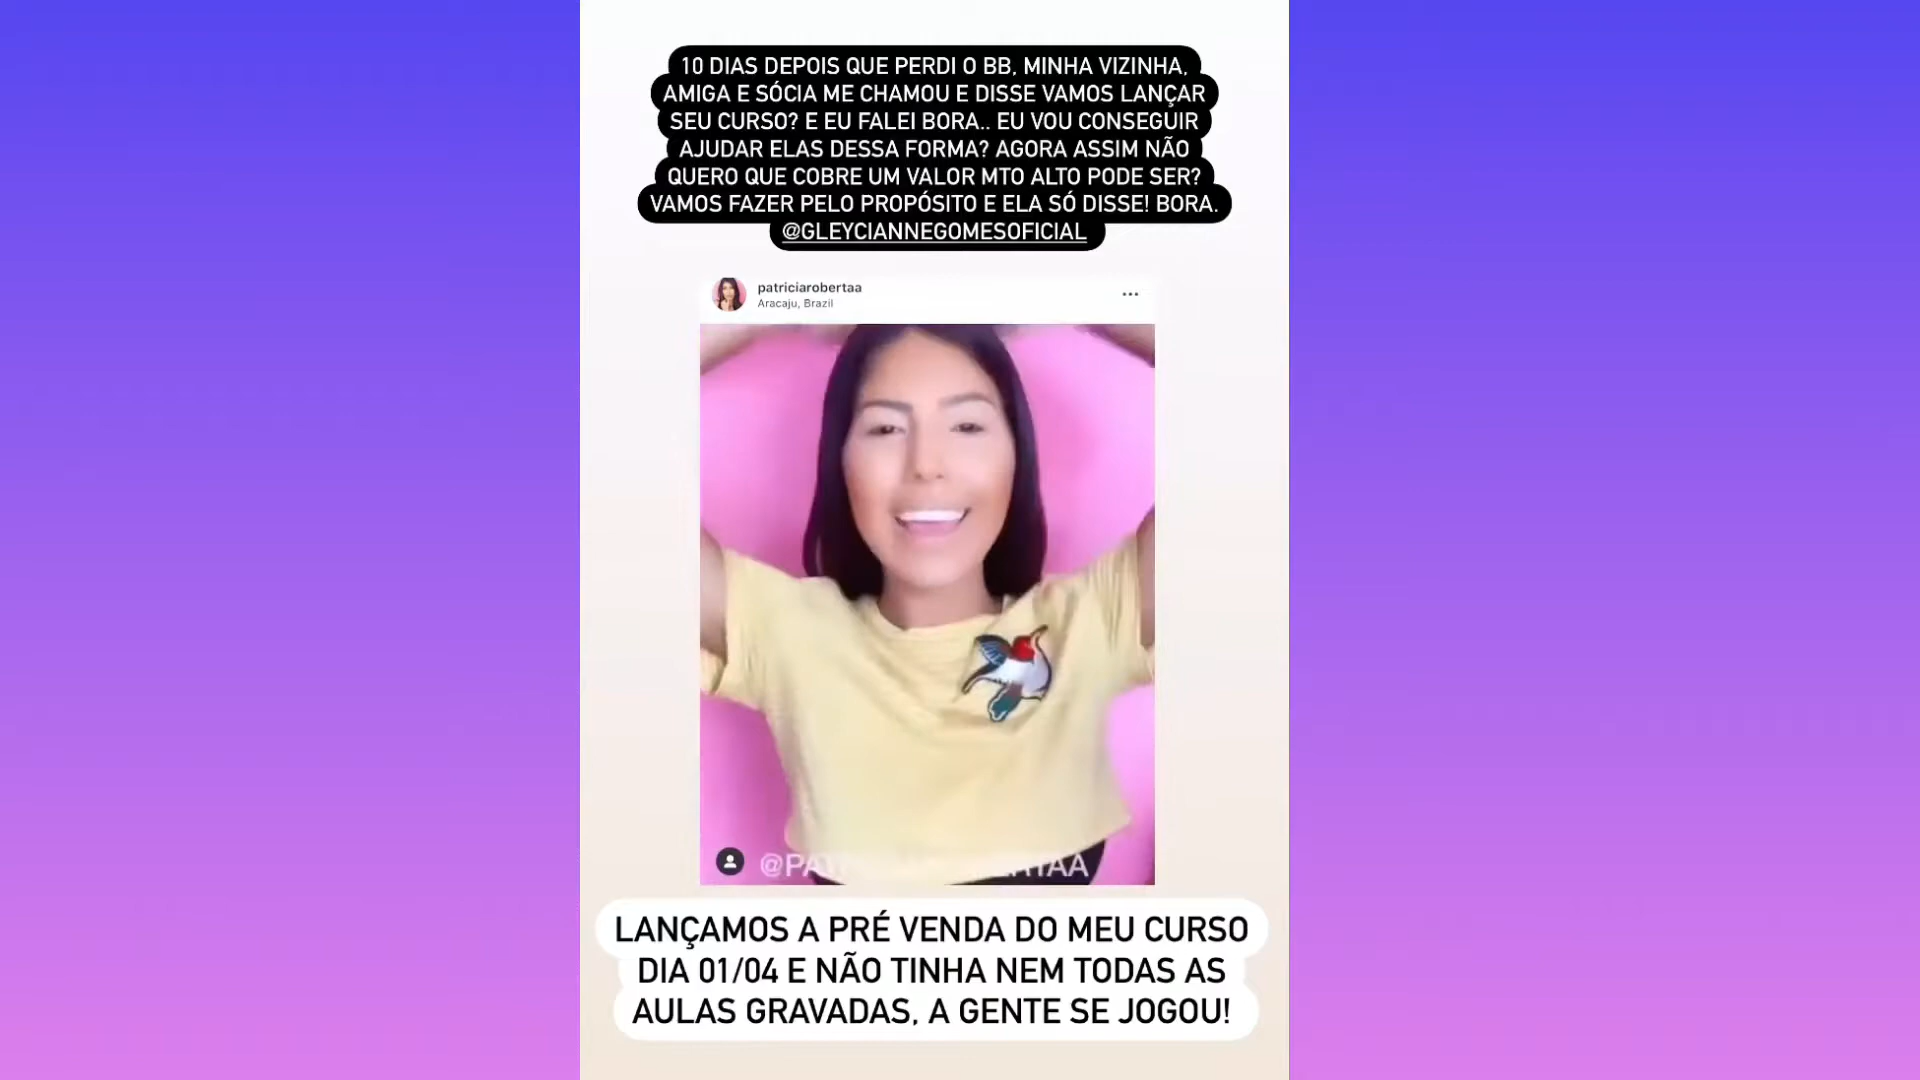 10 DIAS DEPOIS QUE PERDI O BB, MINHA VIZINHA,
AMIGA E SÓCIA ME CHAMOU E DISSE VAMOS LANÇAR
SEU CURSO? E EU FALEI BORA.. EU VOU CONSEGUIR
AJUDAR ELAS DESSA FORMA? AGORA ASSIM NÃO
QUERO QUE COBRE UM VALOR MTO ALTO PODE SER?
VAMOS FAZER PELO PROPÓSITO E ELA SÓ DISSE! BORA.
@GLEYCIANNEGOMESOFICIAL
patriciarobertaa
Aracaju, Brazil
LANÇAMOS A PRÉ VENDA DO MEU CURSO
DIA 01/04 E NÃO TINHA NEM TODAS AS
AULAS GRAVADAS, A GENTE SE JOGOU!